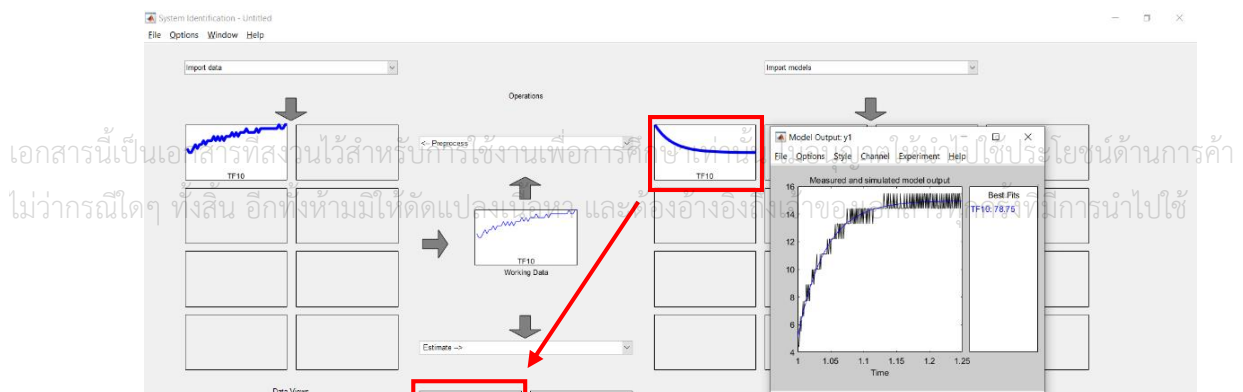 System Identification - Untitled
File Options Window Help
Import data
Import models
Operations
<-- Preprocess
Model Output: y1
File Options Style Channel Experiment Help
เอกสารนี้เป็นเอกสารที่สงวนไว้สำหรับการใช้งานเพื่อการศึกษาเท่านั้น ไม่อนุญาตให้นำไปใช้ประโยชน์ด้านการค้า
TF10
TF10
Measured and simulated model output
Best Fits
TF10: 78.75
ไม่ว่ากรณีใดๆ ทั้งสิ้น อีกทั้งห้ามมิให้ดัดแปลงเนื้อหา และต้องอ้างอิงถึงเจ้าของเอกสารทุกครั้งที่มีการนำไปใช้
16
12
10
8
6
4
TF10
Working Data
Estimate -->
1 1.05 1.1 1.15 1.2 1.25
Time
Data Views